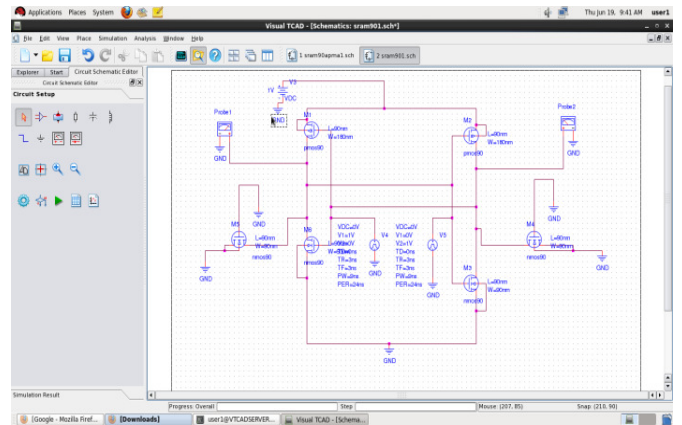 Applications Places System
Thu Jun 19, 9:41 AM user1
Visual TCAD - [Schematics: sram901.sch*]
File Edit View Place Simulation Analysis Window Help
1 sram90apma1.sch
2 sram901.sch
Explorer Start Circuit Schematic Editor
Circuit Schematic Editor
Circuit Setup
Simulation Result
V3
1V
VDC
GND
Probe1
GND
M1
L=90nm
W=180nm
pmos90
M2
L=90nm
W=180nm
pmos90
Probe2
GND
M5
GND
L=90nm
W=90nm
nmos90
GND
M6
nmos90
VDC=0V
V1=1V
TR=3ns
TF=3ns
PW=9ns
PER=24ns
V4
GND
VDC=0V
V1=0V
V2=1V
TD=0ns
TR=3ns
TF=3ns
PW=9ns
PER=24ns
V5
GND
M3
L=90nm
W=90nm
nmos90
M4
GND
L=90nm
W=90nm
nmos90
GND
GND
Progress: Overall
Step
Mouse: (207, 85)
Snap: (210, 90)
[Google - Mozilla Firef...
[Downloads]
user1@VTCADSERVER...
Visual TCAD - [Schema...